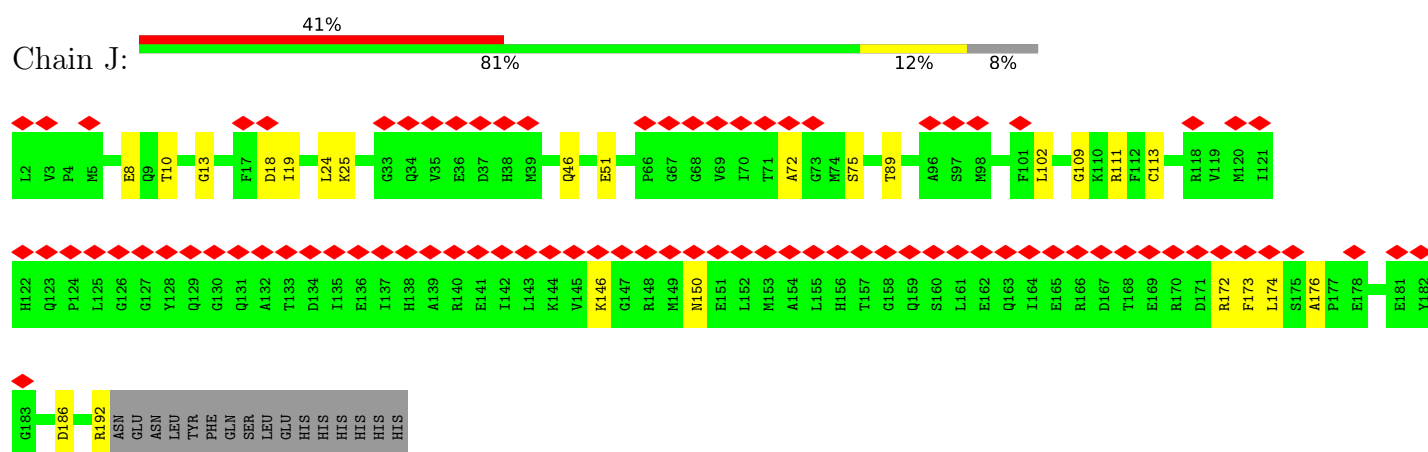 41%
Chain J:
81% 12% 8%
L2 V3 P4 M5 E8 Q9 T10 G13 F17 D18 I19 L24 K25 G33 Q34 V35 E36 D37 H38 M39 Q46 E51 P66 G67 G68 V69 I70 T71 A72 G73 M74 S75 T89 A96 S97 M98 F101 L102 G109 K110 R111 F112 C113 R118 V119 M120 I121
H122 Q123 P124 L125 G126 G127 Y128 Q129 G130 Q131 A132 T133 D134 I135 E136 I137 H138 A139 R140 E141 I142 L143 K144 V145 K146 G147 R148 M149 N150 E151 L152 M153 A154 L155 H156 T157 G158 Q159 S160 L161 E162 Q163 I164 E165 R166 D167 T168 E169 R170 D171 R172 F173 L174 S175 A176 P177 E178 E181 Y182
G183 D186 R192 ASN GLU ASN LEU TYR PHE GLN SER LEU GLU HIS HIS HIS HIS HIS HIS